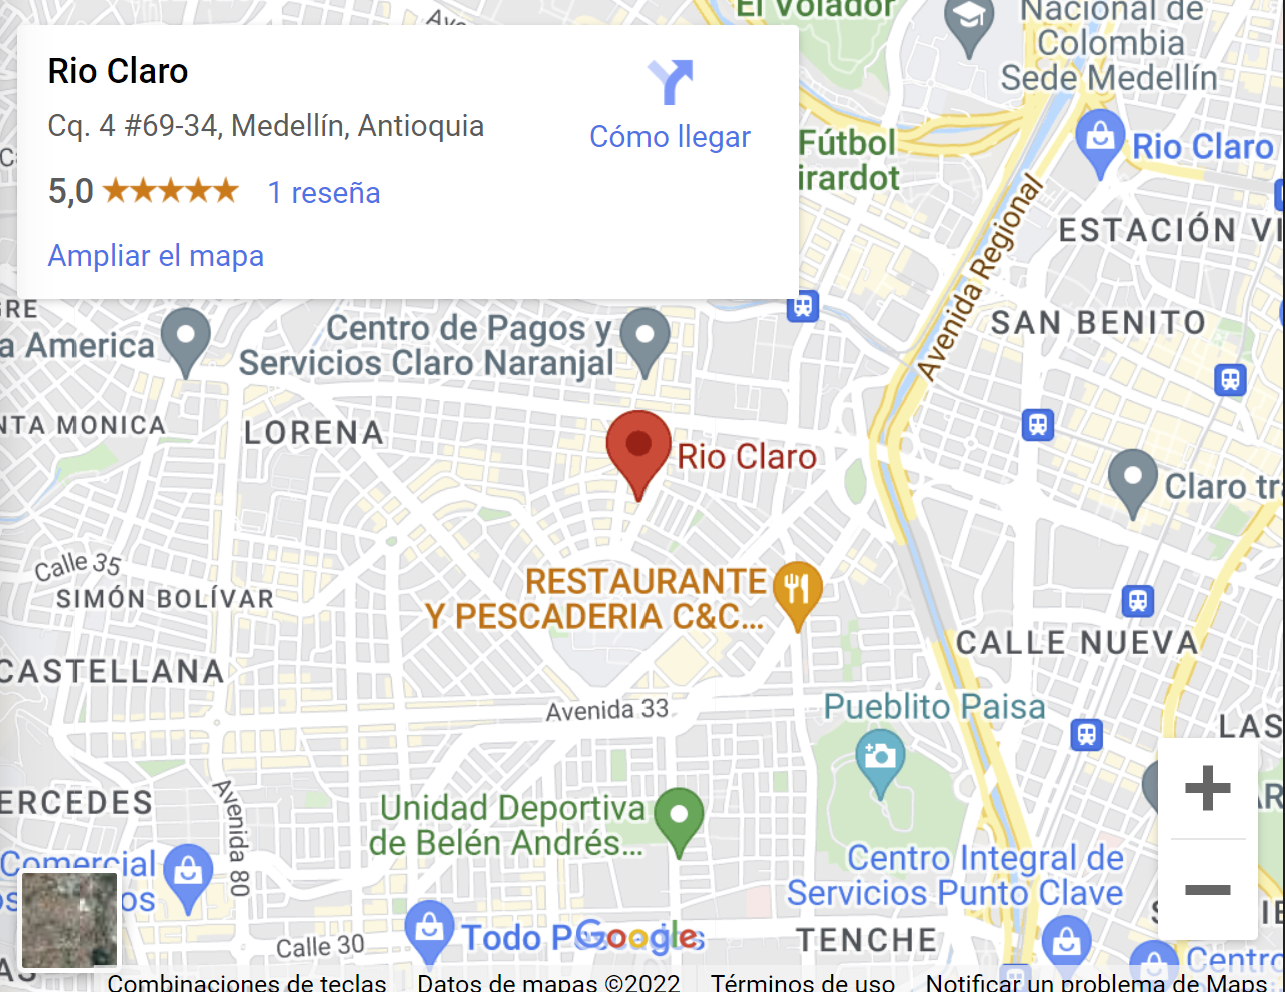 Ave
El Volador
Nacional de
Colombia
Sede Medellín
Rio Claro
Cq. 4 #69-34, Medellín, Antioquia
5,0
1 reseña
Ampliar el mapa
Cómo llegar
Fútbol
irardot
Rio Claro
Avenida Regional
ESTACIÓN VI
GRE
a America
Centro de Pagos y
Servicios Claro Naranjal
SAN BENITO
NTA MONICA
LORENA
Rio Claro
Claro tr
Calle 35
SIMÓN BOLÍVAR
RESTAURANTE
Y PESCADERIA C&C...
CALLE NUEVA
CASTELLANA
Avenida 33
Pueblito Paisa
LAS
ERCEDES
Avenida 80
Unidad Deportiva
de Belén Andrés...
Comercial
os
Centro Integral de
Servicios Punto Clave
Calle 30
Todo P
Google
TENCHE
Centro
Combinaciones de teclas
Datos de mapas ©2022
Términos de uso
Notificar un problema de Maps